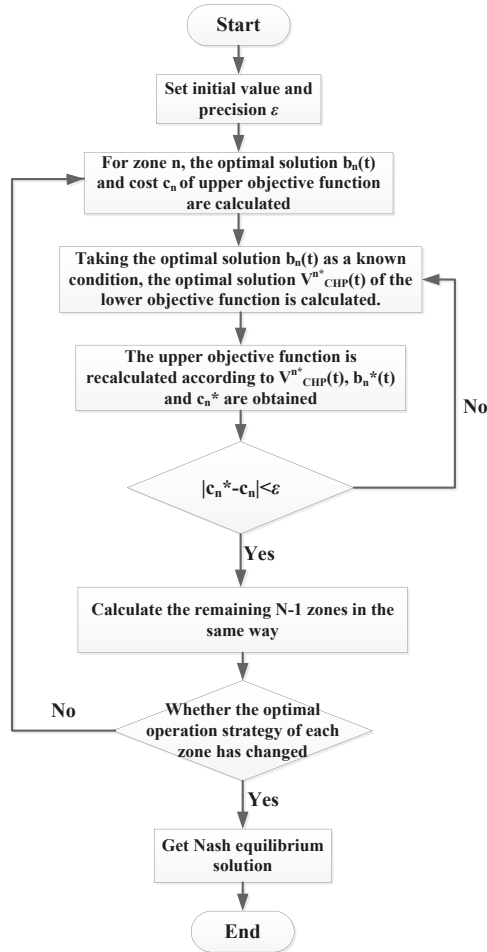 Start
Set initial value and
precision ε
For zone n, the optimal solution bₙ(t)
and cost cₙ of upper objective function
are calculated
Taking the optimal solution bₙ(t) as a known
condition, the optimal solution Vⁿ*CHP(t) of the
lower objective function is calculated.
The upper objective function is
recalculated according to Vⁿ*CHP(t), bₙ*(t)
and cₙ* are obtained
No
|cₙ*-cₙ|<ε
Yes
Calculate the remaining N-1 zones in the
same way
No
Whether the optimal
operation strategy of each
zone has changed
Yes
Get Nash equilibrium
solution
End